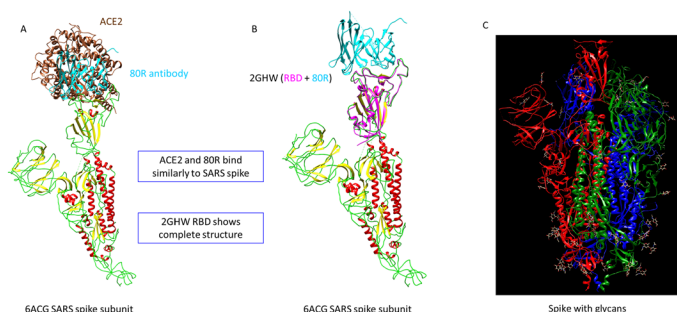 A
ACE2
80R antibody
6ACG SARS spike subunit
ACE2 and 80R bind
similarly to SARS spike
2GHW RBD shows
complete structure
B
2GHW (RBD + 80R)
6ACG SARS spike subunit
C
Spike with glycans